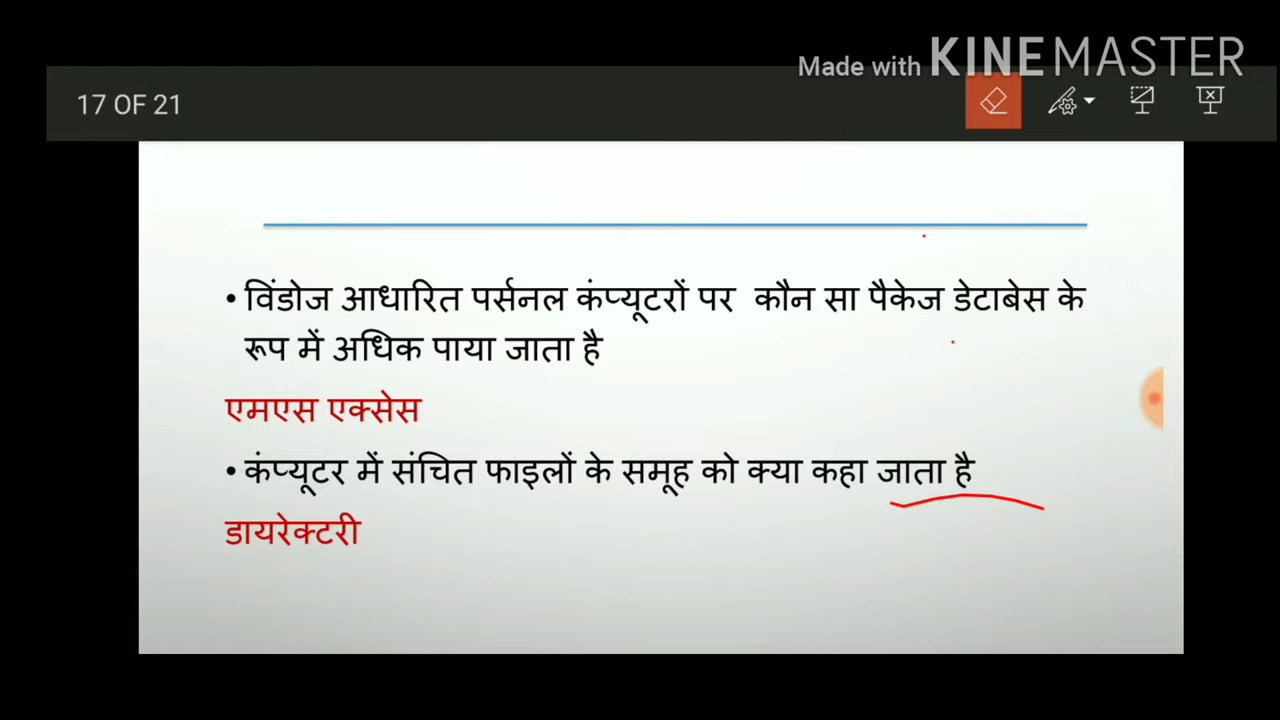 Made with KINEMASTER
17 OF 21
• विंडोज आधारित पर्सनल कंप्यूटरों पर कौन सा पैकेज डेटाबेस के
रूप में अधिक पाया जाता है
एमएस एक्सेस
• कंप्यूटर में संचित फाइलों के समूह को क्या कहा जाता है
डायरेक्टरी